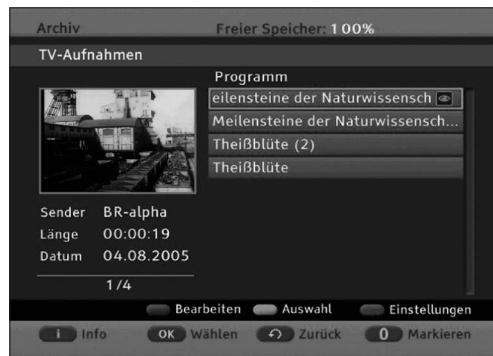 Archiv Freier Speicher: 100%
TV-Aufnahmen
Programm
eilensteine der Naturwissensch
Meilensteine der Naturwissensch...
Theißblüte (2)
Theißblüte
Sender BR-alpha
Länge 00:00:19
Datum 04.08.2005
1/4
Bearbeiten Auswahl Einstellungen
i Info OK Wählen Zurück 0 Markieren